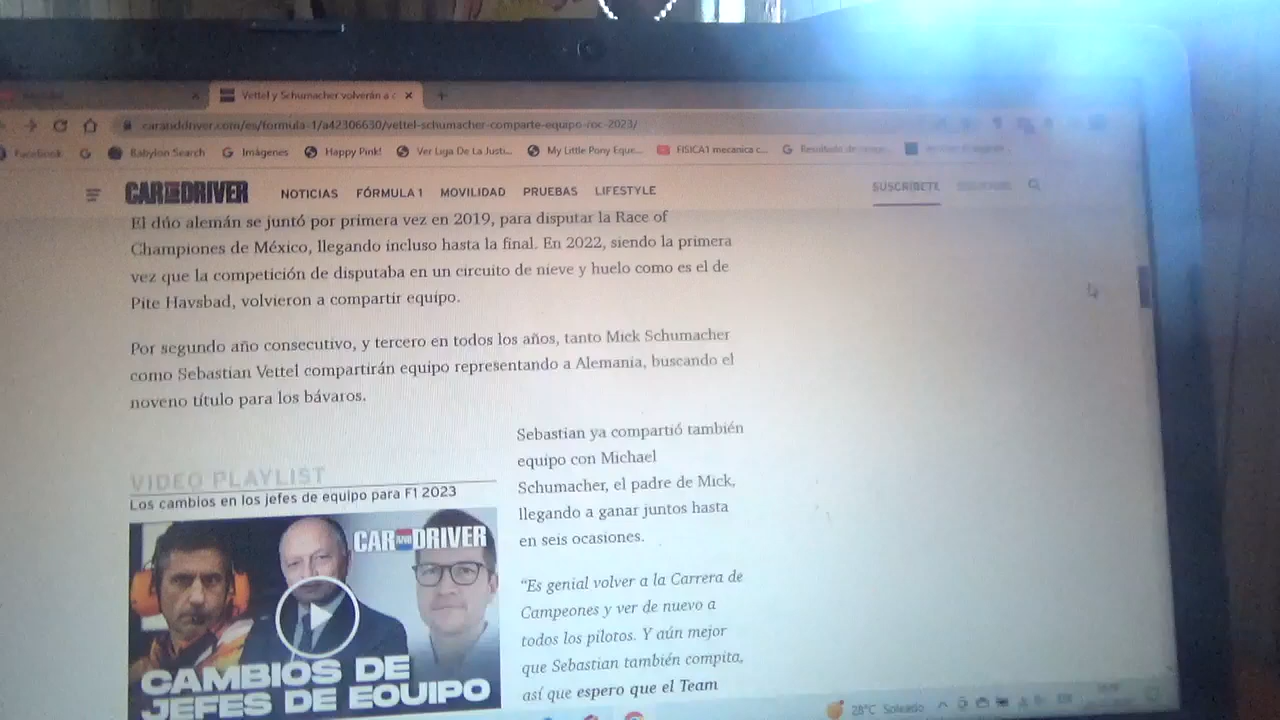 Vettel y Schumacher volverán a c
caranddriver.com/es/formula-1/a42306630/vettel-schumacher-comparte-equipo-roc-2023/
Facebook Babylon Search Imágenes Happy Pink! Ver Liga De La Justi... My Little Pony Eque... FISICA1 mecanica c...
CAR AND DRIVER NOTICIAS FÓRMULA 1 MOVILIDAD PRUEBAS LIFESTYLE SUSCRÍBETE
El dúo alemán se juntó por primera vez en 2019, para disputar la Race of
Championes de México, llegando incluso hasta la final. En 2022, siendo la primera
vez que la competición de disputaba en un circuito de nieve y huelo como es el de
Pite Havsbad, volvieron a compartir equipo.
Por segundo año consecutivo, y tercero en todos los años, tanto Mick Schumacher
como Sebastian Vettel compartirán equipo representando a Alemania, buscando el
noveno título para los bávaros.
VIDEO PLAYLIST
Los cambios en los jefes de equipo para F1 2023
CAR AND DRIVER
CAMBIOS DE
JEFES DE EQUIPO
Sebastian ya compartió también
equipo con Michael
Schumacher, el padre de Mick,
llegando a ganar juntos hasta
en seis ocasiones.
“Es genial volver a la Carrera de
Campeones y ver de nuevo a
todos los pilotos. Y aún mejor
que Sebastian también compita,
así que espero que el Team
28°C Soleado